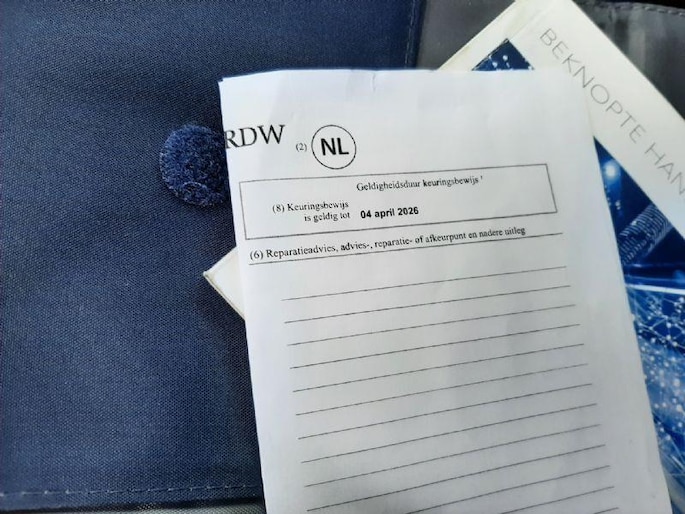 RDW (2) NL
Geldigheidsduur keuringsbewijs ¹
(8) Keuringsbewijs
is geldig tot 04 april 2026
(6) Reparatieadvies, advies-, reparatie- of afkeurpunt en nadere uitleg
BEKNOPTE HAN